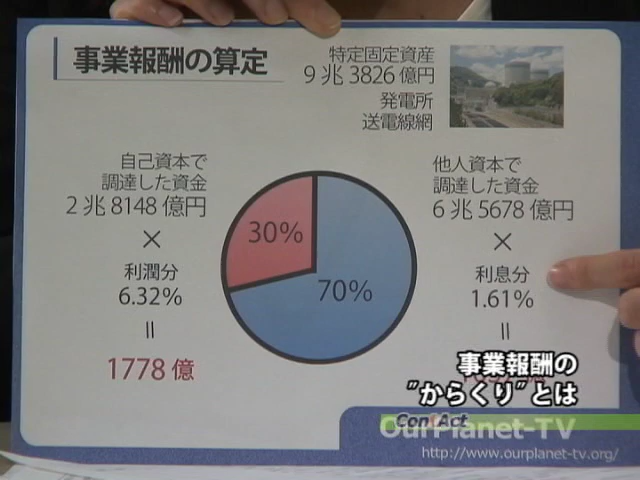 事業報酬の算定
特定固定資産
9兆3826億円
発電所
送電線網
自己資本で
調達した資金
2兆8148億円
×
利潤分
6.32%
=
1778億
30%
70%
他人資本で
調達した資金
6兆5678億円
×
利息分
1.61%
=
事業報酬の
"からくり"とは
OurPlanet-TV
http://www.ourplanet-tv.org/